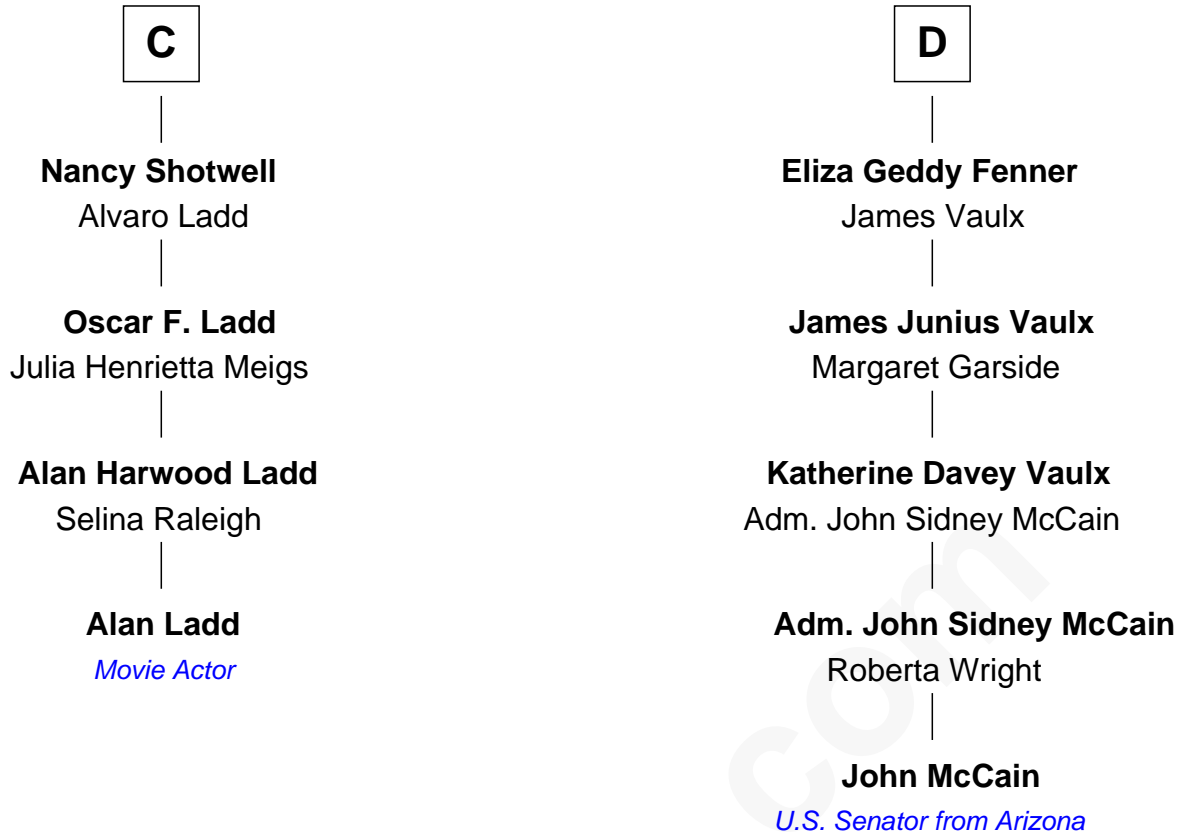 C
Nancy Shotwell
Alvaro Ladd
Oscar F. Ladd
Julia Henrietta Meigs
Alan Harwood Ladd
Selina Raleigh
Alan Ladd
Movie Actor
D
Eliza Geddy Fenner
James Vaulx
James Junius Vaulx
Margaret Garside
Katherine Davey Vaulx
Adm. John Sidney McCain
Adm. John Sidney McCain
Roberta Wright
John McCain
U.S. Senator from Arizona
com